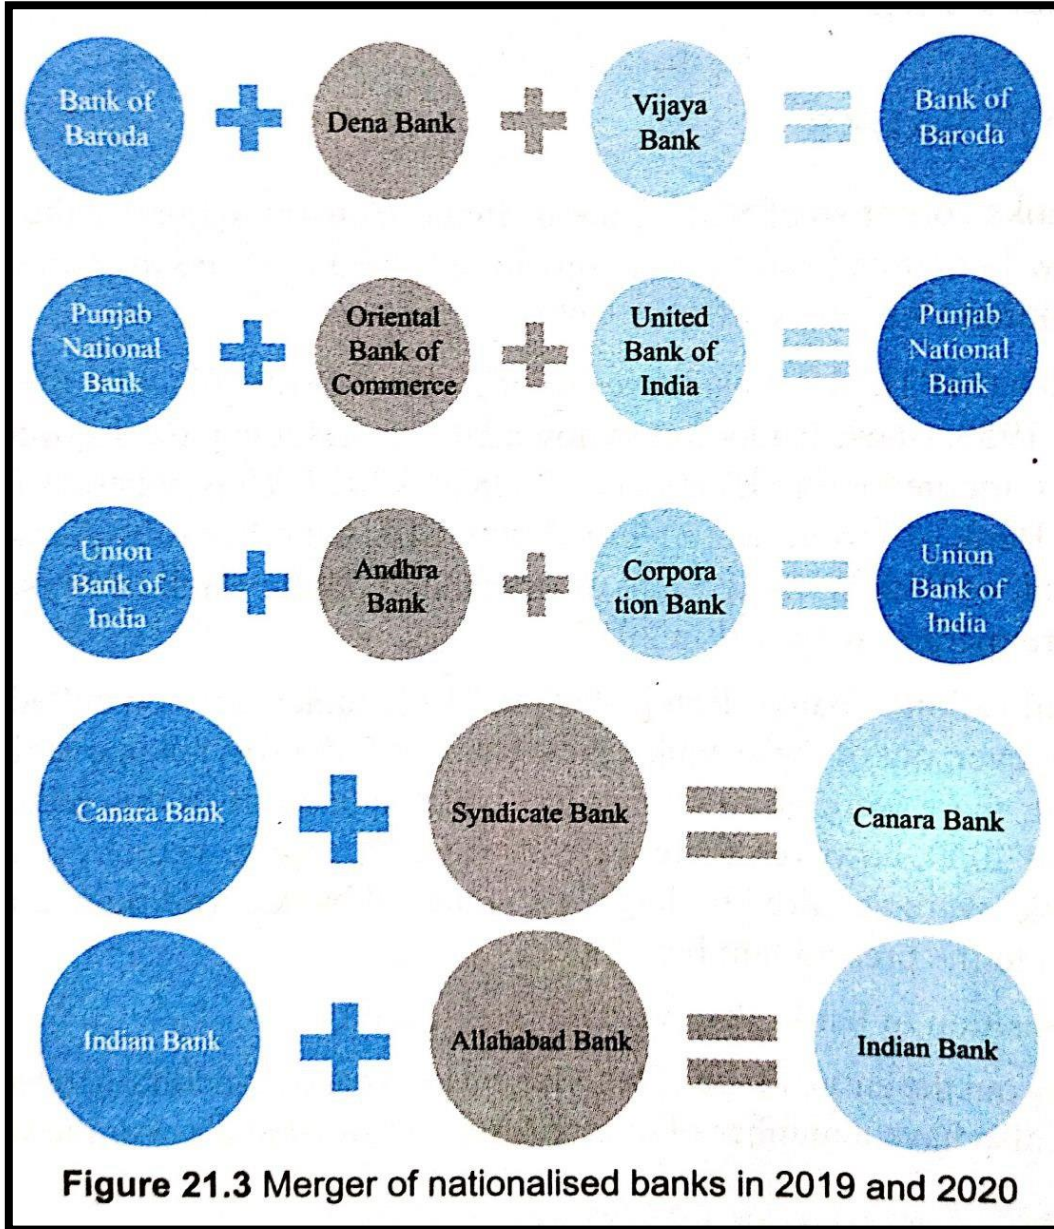 Bank of
Baroda
Dena Bank
Vijaya
Bank
Bank of
Baroda
Punjab
National
Bank
Oriental
Bank of
Commerce
United
Bank of
India
Punjab
National
Bank
Union
Bank of
India
Andhra
Bank
Corpora
tion Bank
Union
Bank of
India
Canara Bank
Syndicate Bank
Canara Bank
Indian Bank
Allahabad Bank
Indian Bank
Figure 21.3 Merger of nationalised banks in 2019 and 2020